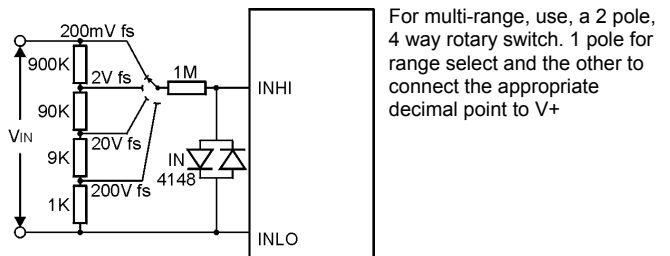 200mV fs
900K
2V fs
1M
INHI
90K
VIN
20V fs
9K
IN
4148
200V fs
1K
INLO
For multi-range, use, a 2 pole,
4 way rotary switch. 1 pole for
range select and the other to
connect the appropriate
decimal point to V+